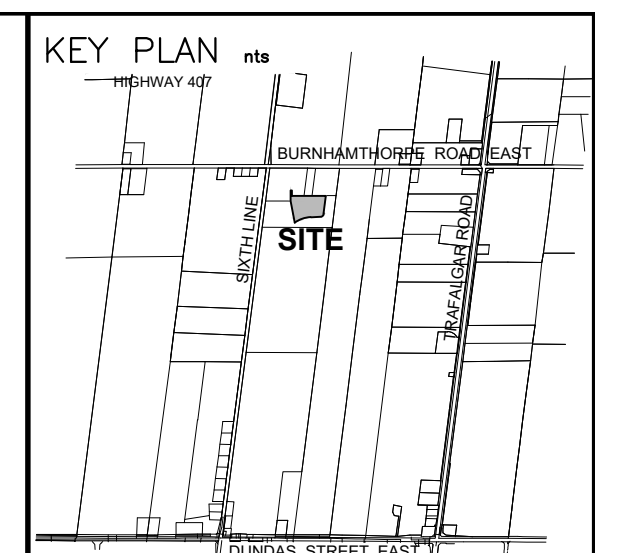 KEY PLAN nts
HIGHWAY 407
BURNHAMTHORPE ROAD EAST
SIXTH LINE
SITE
TRAFALGAR ROAD
DUNDAS STREET EAST